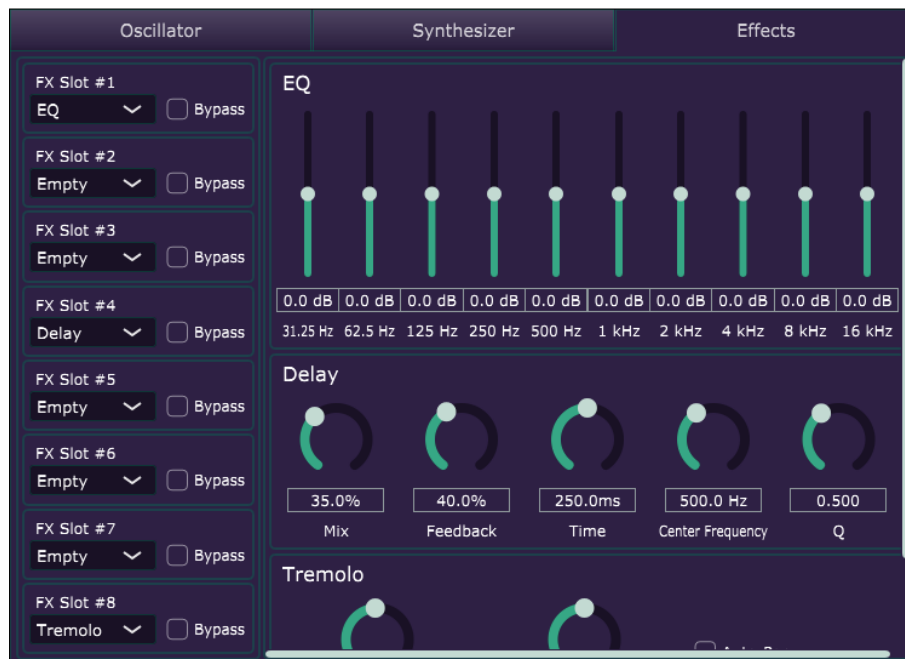 Oscillator Synthesizer Effects
FX Slot #1
EQ Bypass
FX Slot #2
Empty Bypass
FX Slot #3
Empty Bypass
FX Slot #4
Delay Bypass
FX Slot #5
Empty Bypass
FX Slot #6
Empty Bypass
FX Slot #7
Empty Bypass
FX Slot #8
Tremolo Bypass
EQ
0.0 dB 0.0 dB 0.0 dB 0.0 dB 0.0 dB 0.0 dB 0.0 dB 0.0 dB 0.0 dB 0.0 dB
31.25 Hz 62.5 Hz 125 Hz 250 Hz 500 Hz 1 kHz 2 kHz 4 kHz 8 kHz 16 kHz
Delay
35.0% 40.0% 250.0ms 500.0 Hz 0.500
Mix Feedback Time Center Frequency Q
Tremolo